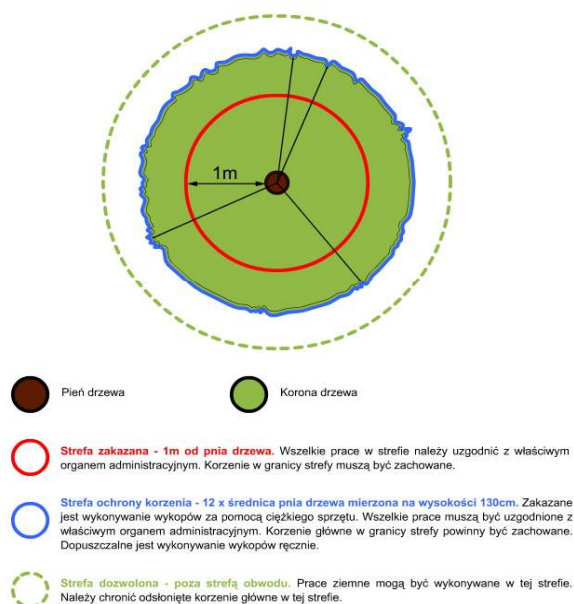 1m
Pień drzewa
Korona drzewa
Strefa zakazana - 1m od pnia drzewa. Wszelkie prace w strefie należy uzgodnić z właściwym
organem administracyjnym. Korzenie w granicy strefy muszą być zachowane.
Strefa ochrony korzenia - 12 x średnica pnia drzewa mierzona na wysokości 130cm. Zakazane
jest wykonywanie wykopów za pomocą ciężkiego sprzętu. Wszelkie prace muszą być uzgodnione z
właściwym organem administracyjnym. Korzenie główne w granicy strefy powinny być zachowane.
Dopuszczalne jest wykonywanie wykopów ręcznie.
Strefa dozwolona - poza strefą obwodu. Prace ziemne mogą być wykonywane w tej strefie.
Należy chronić odsłonięte korzenie główne w tej strefie.